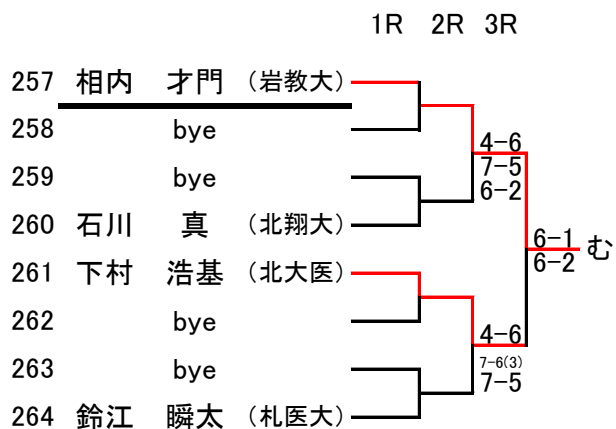 1R 2R 3R
257 相内 才門 (岩教大)
258 bye
4-6
259 bye
7-5
6-2
260 石川 真 (北翔大)
6-1
む
261 下村 浩基 (北大医)
6-2
262 bye
4-6
263 bye
7-6(3)
7-5
264 鈴江 瞬太 (札医大)